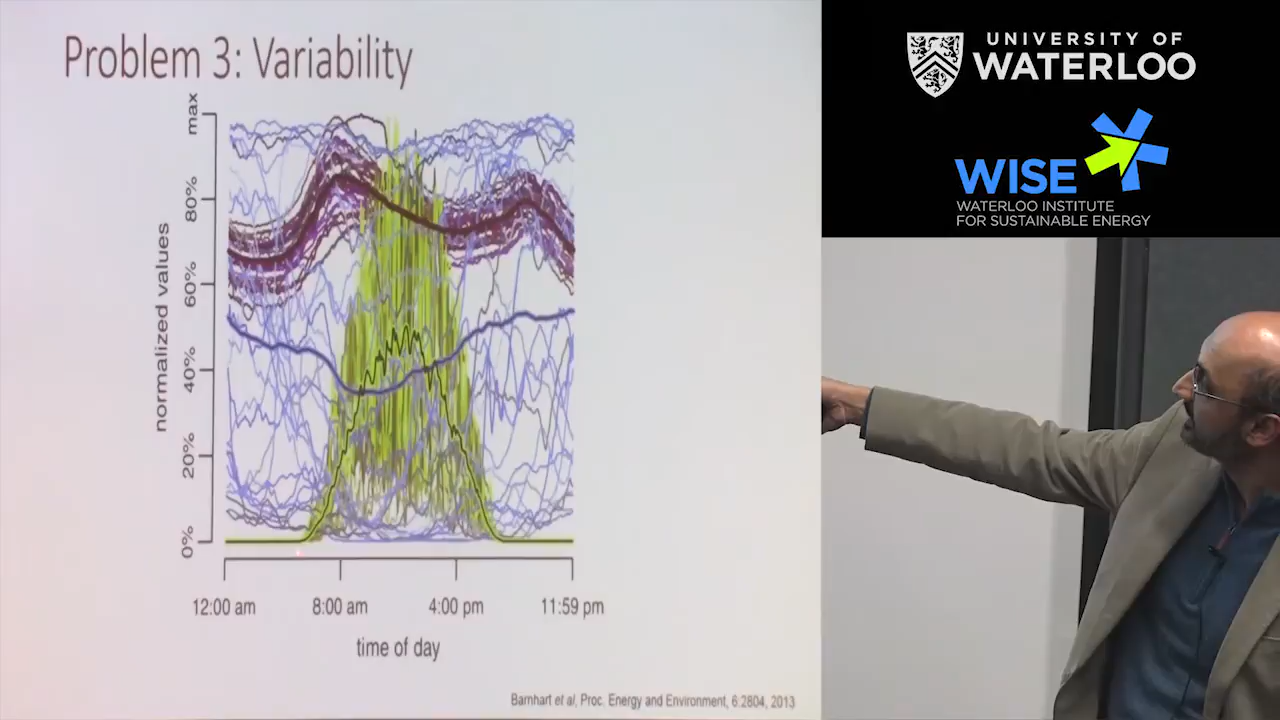 Problem 3: Variability
max
80%
60%
40%
20%
0%
normalized values
12:00 am
8:00 am
4:00 pm
11:59 pm
time of day
Barnhart et al, Proc. Energy and Environment, 6:2804, 2013
UNIVERSITY OF
WATERLOO
WISE
WATERLOO INSTITUTE
FOR SUSTAINABLE ENERGY